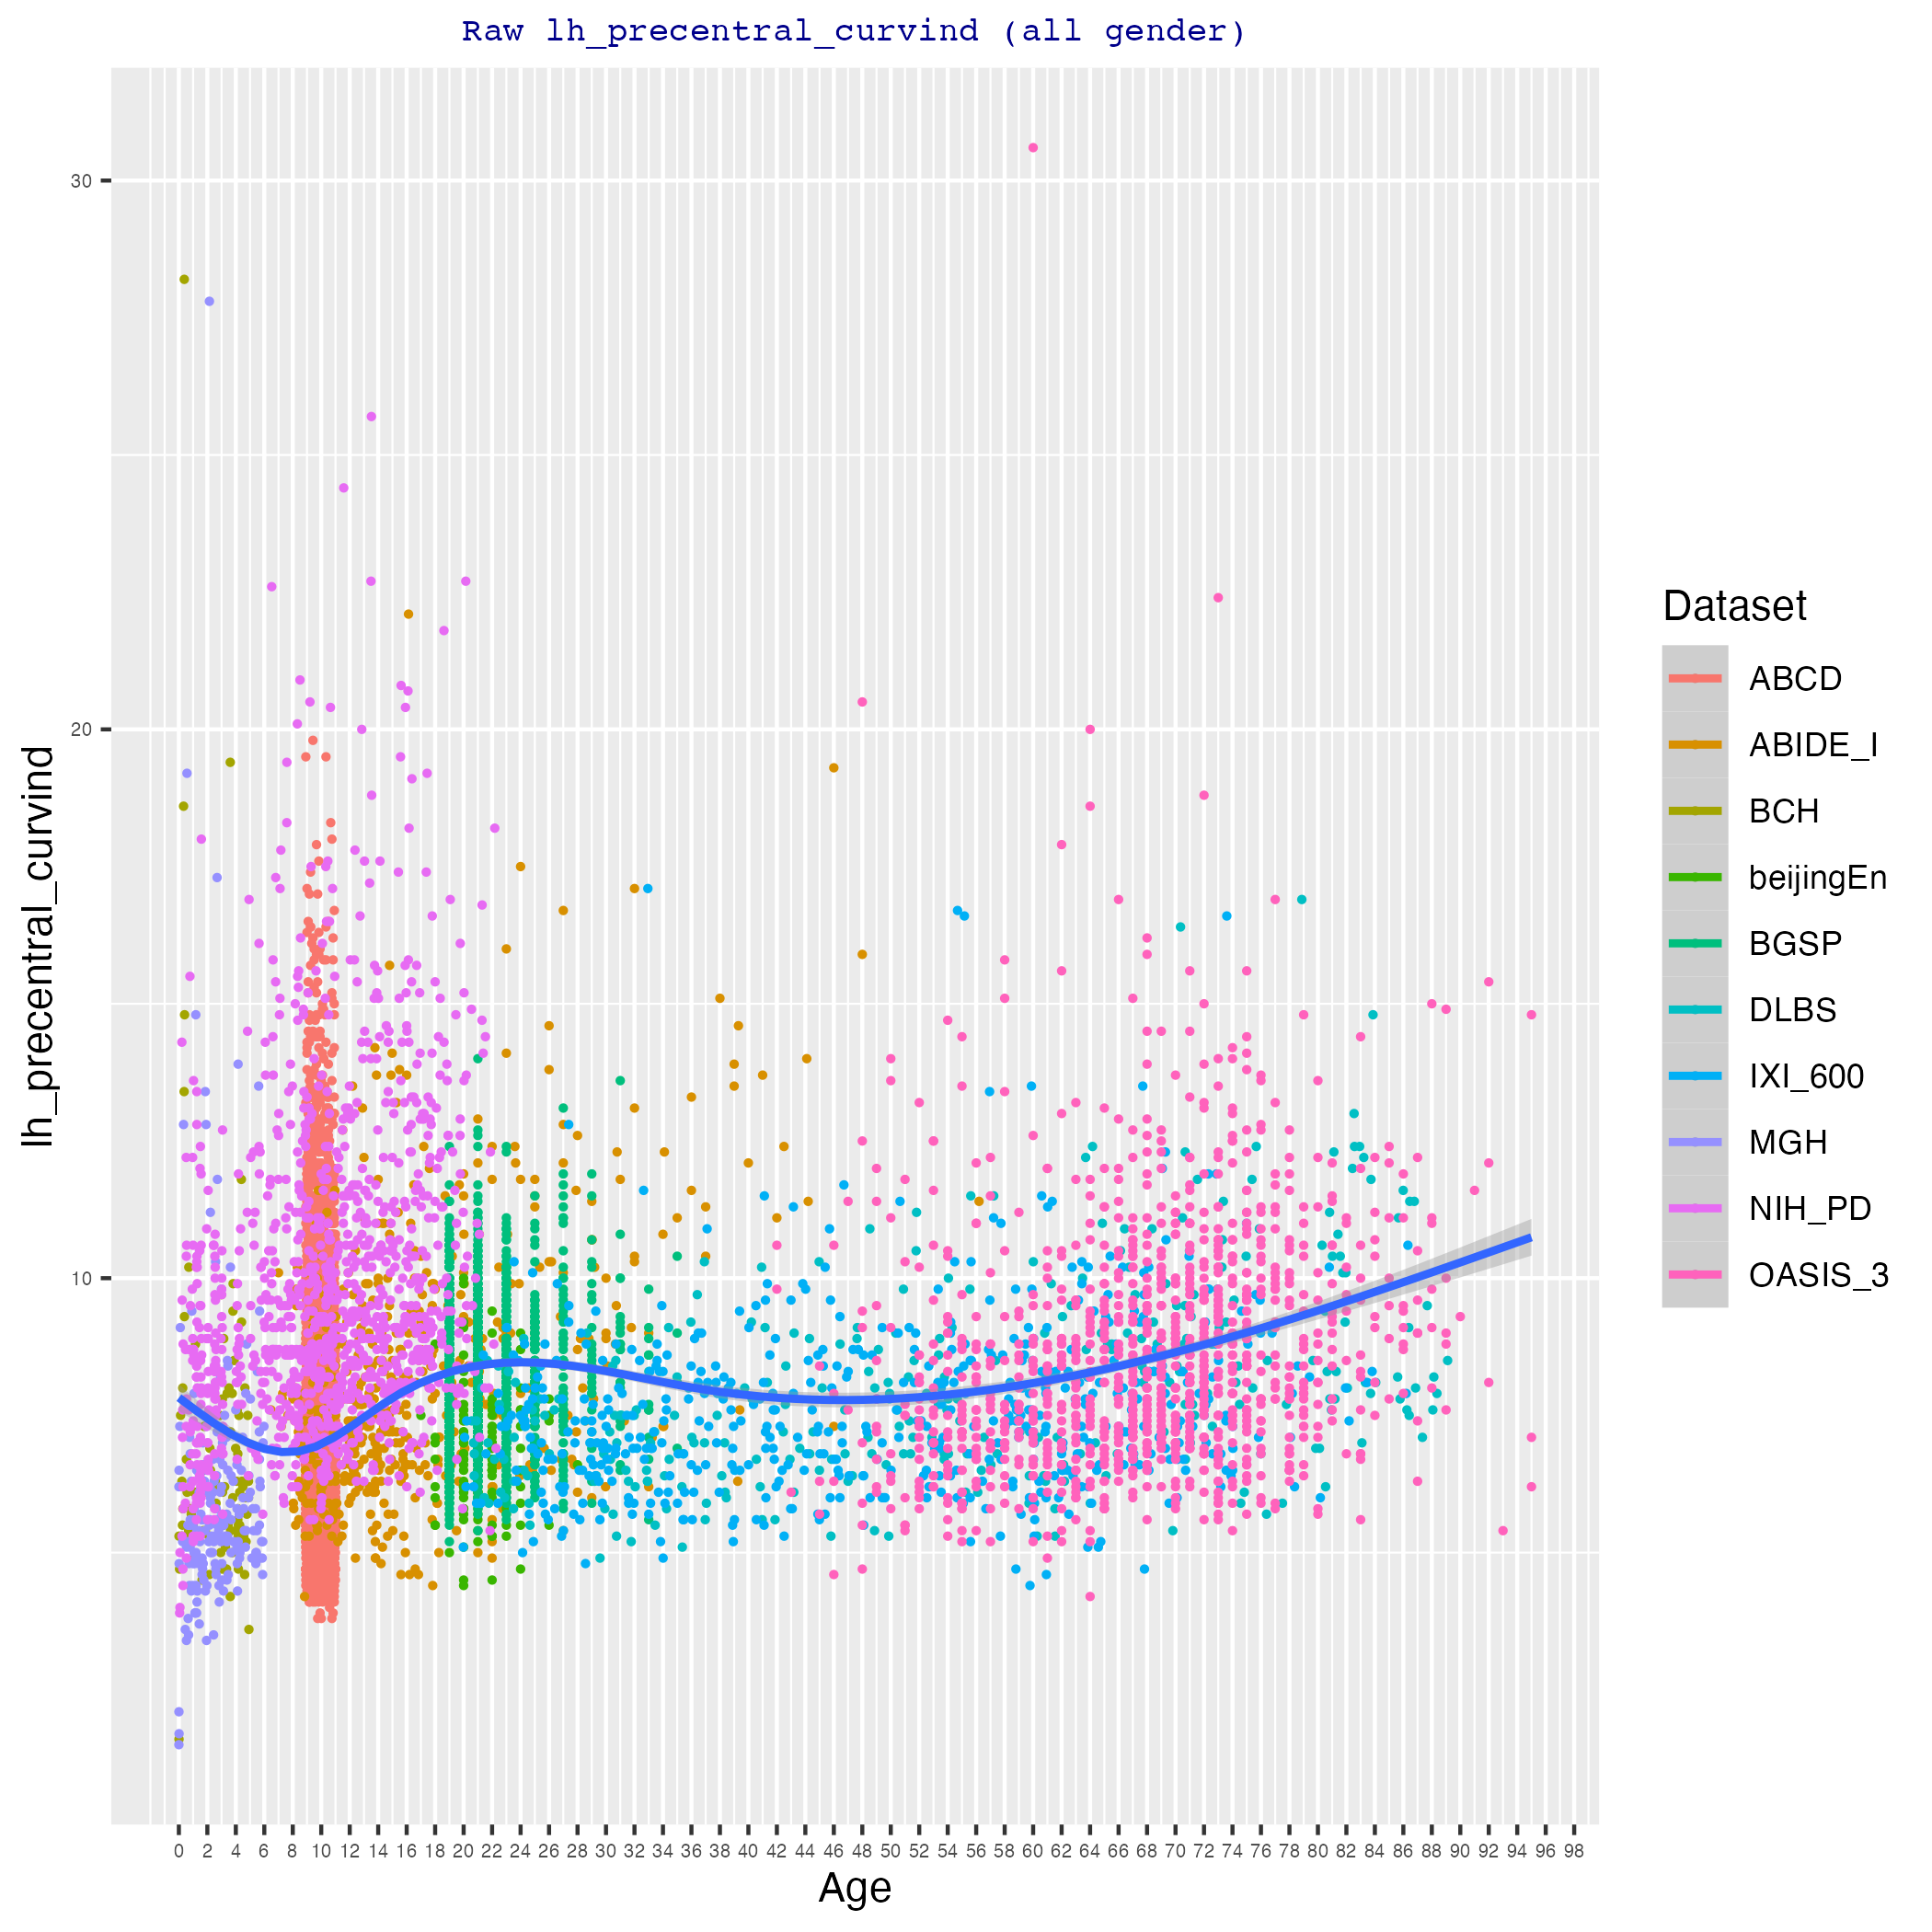 Raw lh_precentral_curvind (all gender)
30
20
10
lh_precentral_curvind
0 2 4 6 8 10 12 14 16 18 20 22 24 26 28 30 32 34 36 38 40 42 44 46 48 50 52 54 56 58 60 62 64 66 68 70 72 74 76 78 80 82 84 86 88 90 92 94 96 98
Age
Dataset
ABCD
ABIDE_I
BCH
beijingEn
BGSP
DLBS
IXI_600
MGH
NIH_PD
OASIS_3